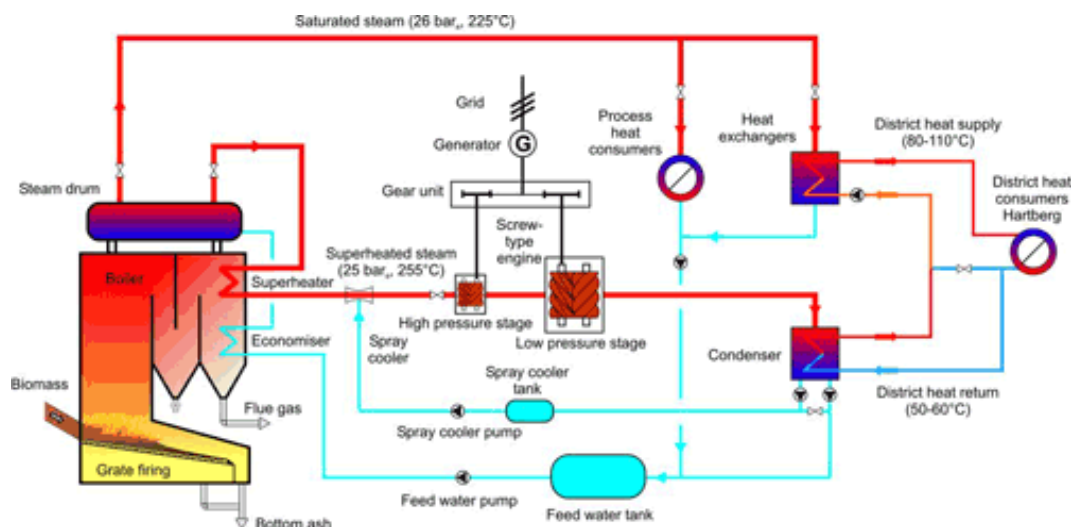 Saturated steam (26 barₐ, 225°C)
Grid
Generator
G
Gear unit
Process
heat
consumers
Heat
exchangers
District heat supply
(80-110°C)
District heat
consumers
Hartberg
Steam drum
Screw-
type
engine
Superheated steam
(25 barₐ, 255°C)
Boiler
Superheater
High pressure stage
Low pressure stage
Economiser
Spray
cooler
Condenser
Spray cooler
tank
District heat return
(50-60°C)
Biomass
Flue gas
Spray cooler pump
Grate firing
Feed water pump
Feed water tank
Bottom ash